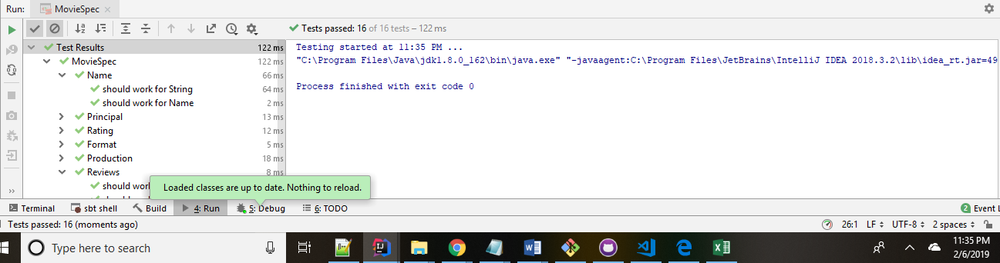 Run: MovieSpec
Tests passed: 16 of 16 tests – 122 ms
Test Results 122 ms
MovieSpec 122 ms
Name 66 ms
should work for String 64 ms
should work for Name 2 ms
Principal 13 ms
Rating 12 ms
Format 5 ms
Production 18 ms
Reviews 8 ms
should wor
Testing started at 11:35 PM ...
"C:\Program Files\Java\jdk1.8.0_162\bin\java.exe" "-javaagent:C:\Program Files\JetBrains\IntelliJ IDEA 2018.3.2\lib\idea_rt.jar=49
Process finished with exit code 0
Loaded classes are up to date. Nothing to reload.
Terminal sbt shell Build 4: Run 5: Debug 6: TODO 2 Event L
Tests passed: 16 (moments ago) 26:1 LF UTF-8 2 spaces
Type here to search
11:35 PM
2/6/2019